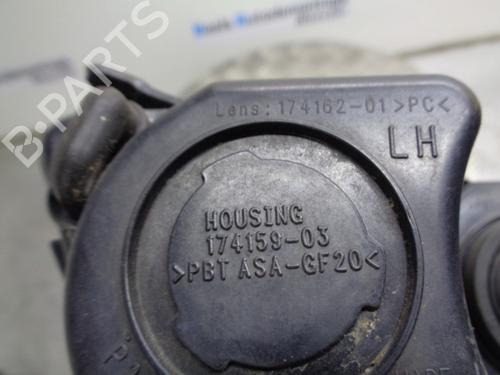 Lens: 174162-01 >PC<
LH
HOUSING
174159-03
>PBT ASA-GF20<
B-PARTS